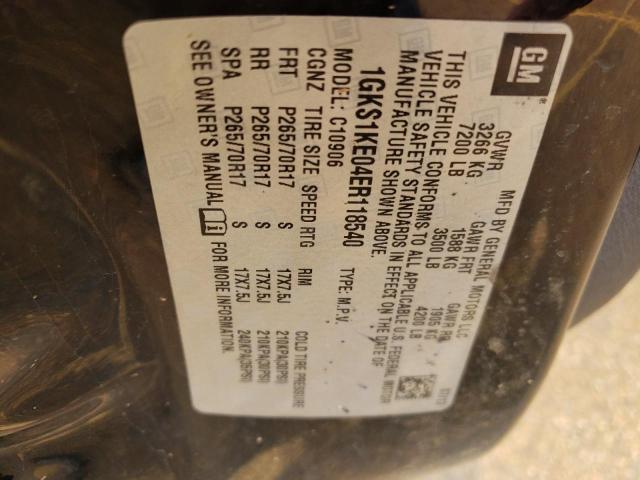 GM
MFD BY GENERAL MOTORS LLC
GVWR GAWR FRT GAWR RR
3266 KG 1588 KG 1905 KG
7200 LB 3500 LB 4200 LB
THIS VEHICLE CONFORMS TO ALL APPLICABLE U.S. FEDERAL MOTOR
VEHICLE SAFETY STANDARDS IN EFFECT ON THE DATE OF
MANUFACTURE SHOWN ABOVE.
1GKS1KE04ER118540
MODEL: C10906 TYPE: M.P.V.
CGNZ TIRE SIZE SPEED RTG RIM COLD TIRE PRESSURE
FRT P265/70R17 S 17X7.5J 210KPA(30PSI)
RR P265/70R17 S 17X7.5J 210KPA(30PSI)
SPA P265/70R17 S 17X7.5J 240KPA(35PSI)
SEE OWNER'S MANUAL FOR MORE INFORMATION.